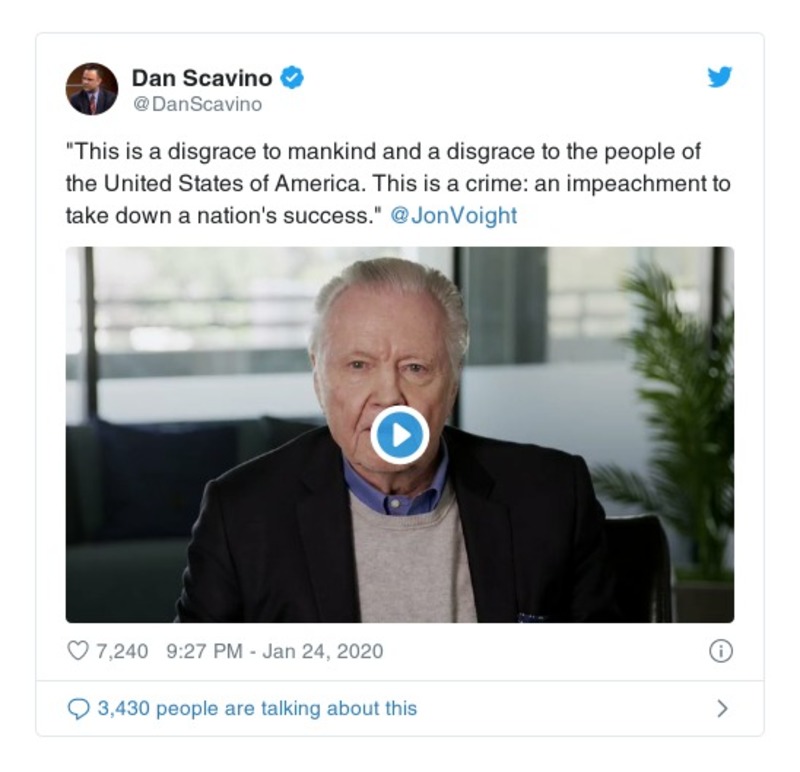 Dan Scavino
@DanScavino
"This is a disgrace to mankind and a disgrace to the people of
the United States of America. This is a crime: an impeachment to
take down a nation's success." @JonVoight
7,240 9:27 PM - Jan 24, 2020
3,430 people are talking about this